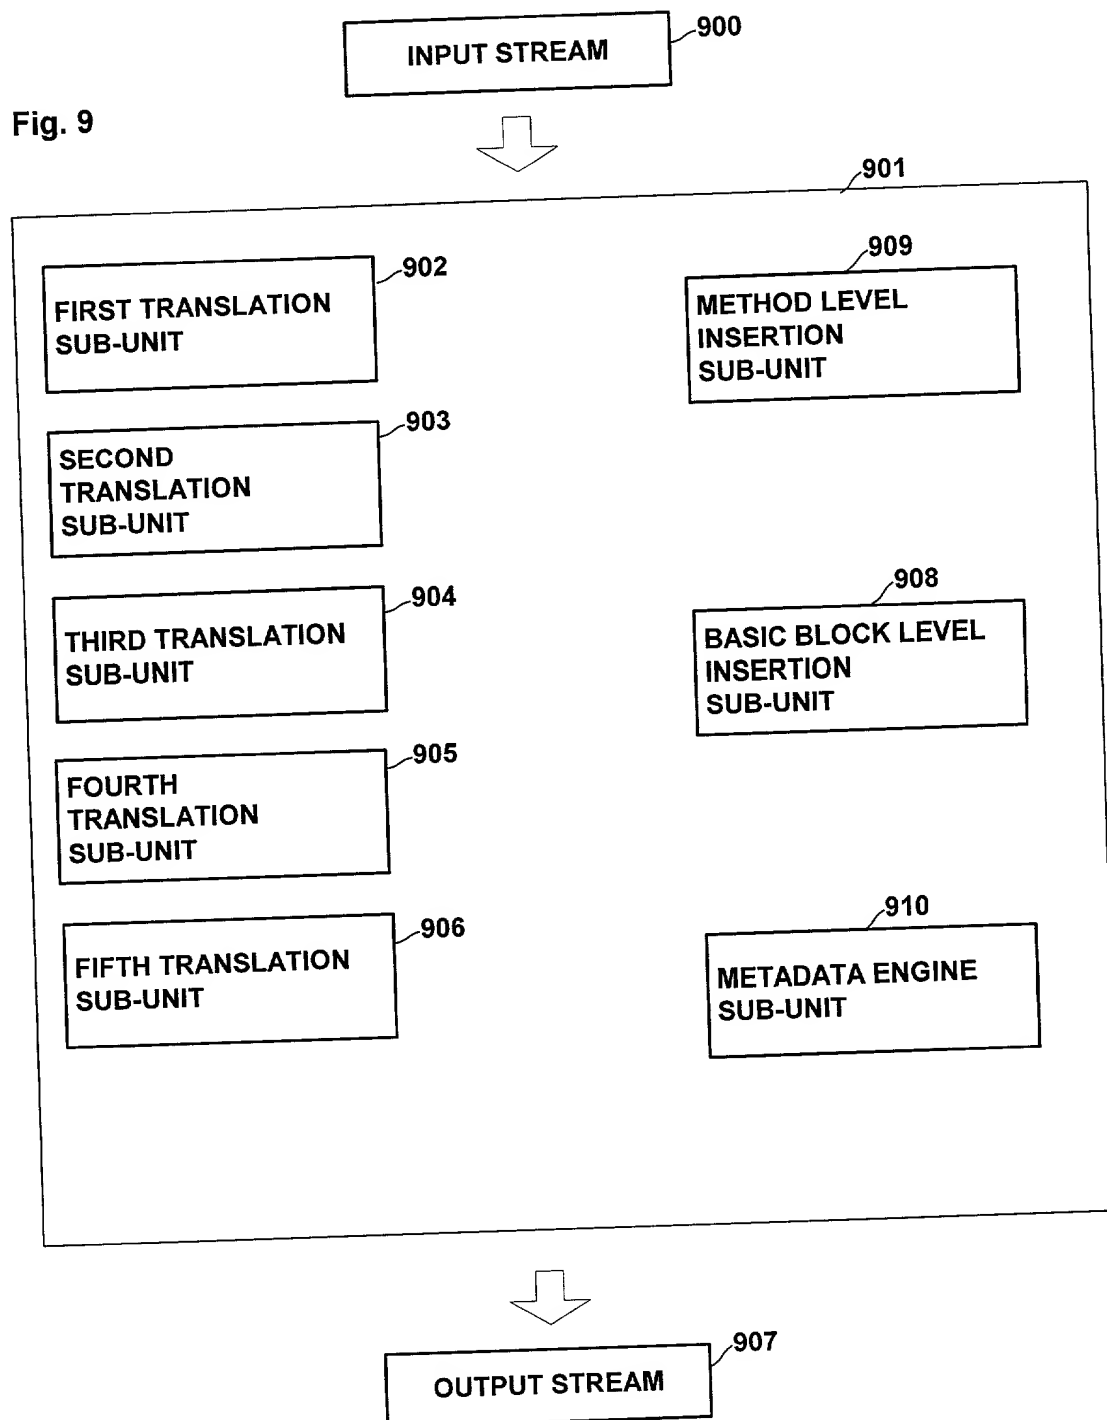 INPUT STREAM
900
Fig. 9
901
902
FIRST TRANSLATION
SUB-UNIT
909
METHOD LEVEL
INSERTION
SUB-UNIT
903
SECOND
TRANSLATION
SUB-UNIT
904
THIRD TRANSLATION
SUB-UNIT
908
BASIC BLOCK LEVEL
INSERTION
SUB-UNIT
905
FOURTH
TRANSLATION
SUB-UNIT
906
FIFTH TRANSLATION
SUB-UNIT
910
METADATA ENGINE
SUB-UNIT
907
OUTPUT STREAM